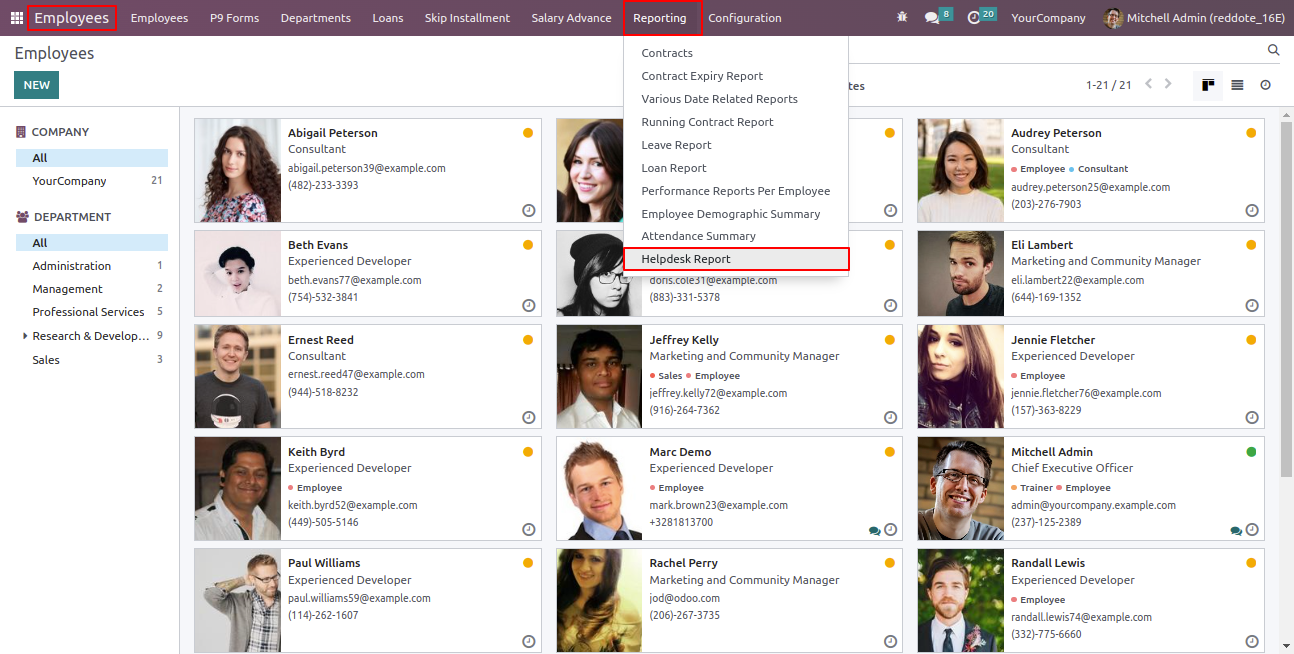 Employees Employees P9 Forms Departments Loans Skip Installment Salary Advance Reporting Configuration 8 20 YourCompany Mitchell Admin (reddote_16E)
Employees
NEW
tes
1-21 / 21
Contracts
Contract Expiry Report
Various Date Related Reports
Running Contract Report
Leave Report
Loan Report
Performance Reports Per Employee
Employee Demographic Summary
Attendance Summary
Helpdesk Report
COMPANY
All
YourCompany 21
DEPARTMENT
All
Administration 1
Management 2
Professional Services 5
Research & Develop... 9
Sales 3
Abigail Peterson
Consultant
abigail.peterson39@example.com
(482)-233-3393
Audrey Peterson
Consultant
Employee Consultant
audrey.peterson25@example.com
(203)-276-7903
Beth Evans
Experienced Developer
beth.evans77@example.com
(754)-532-3841
doris.cole31@example.com
(883)-331-5378
Eli Lambert
Marketing and Community Manager
eli.lambert22@example.com
(644)-169-1352
Ernest Reed
Consultant
ernest.reed47@example.com
(944)-518-8232
Jeffrey Kelly
Marketing and Community Manager
Sales Employee
jeffrey.kelly72@example.com
(916)-264-7362
Jennie Fletcher
Experienced Developer
Employee
jennie.fletcher76@example.com
(157)-363-8229
Keith Byrd
Experienced Developer
Employee
keith.byrd52@example.com
(449)-505-5146
Marc Demo
Experienced Developer
Employee
mark.brown23@example.com
+3281813700
Mitchell Admin
Chief Executive Officer
Trainer Employee
admin@yourcompany.example.com
(237)-125-2389
Paul Williams
Experienced Developer
paul.williams59@example.com
(114)-262-1607
Rachel Perry
Marketing and Community Manager
jod@odoo.com
(206)-267-3735
Randall Lewis
Experienced Developer
Employee
randall.lewis74@example.com
(332)-775-6660